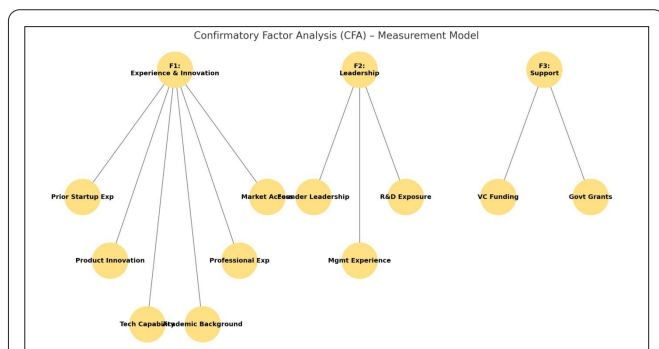 Confirmatory Factor Analysis (CFA) – Measurement Model
F1:
Experience & Innovation
F2:
Leadership
F3:
Support
Prior Startup Exp
Market Access
Founder Leadership
R&D Exposure
VC Funding
Govt Grants
Product Innovation
Professional Exp
Mgmt Experience
Tech Capability
Academic Background